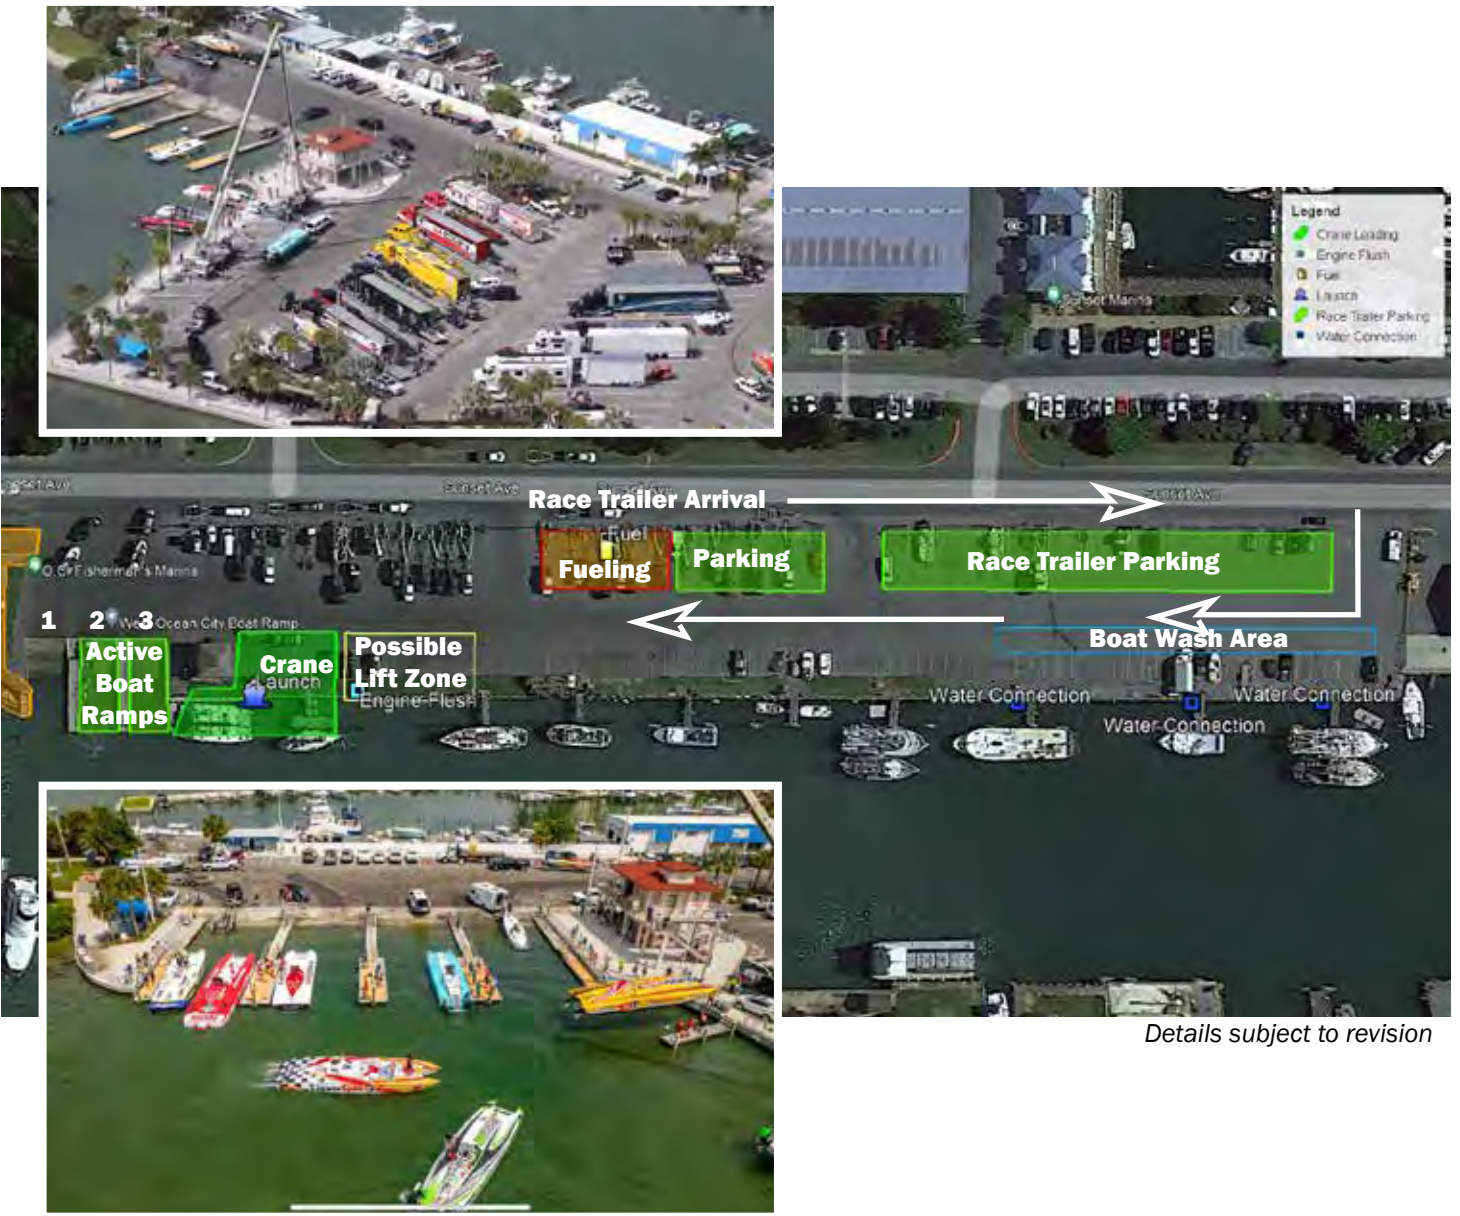 Legend
Crane Loading
Engine Flush
Fuel
Launch
Race Trailer Parking
Water Connection
Sunset Marina
Sunset Ave
Race Trailer Arrival
Sunset Ave
Fuel
Fueling
Parking
Race Trailer Parking
O.C. Fisherman's Marina
1 2 3
West Ocean City Boat Ramp
Active
Boat
Ramps
Crane
Launch
Possible
Lift Zone
Engine Flush
Boat Wash Area
Water Connection
Water Connection
Water Connection
Details subject to revision